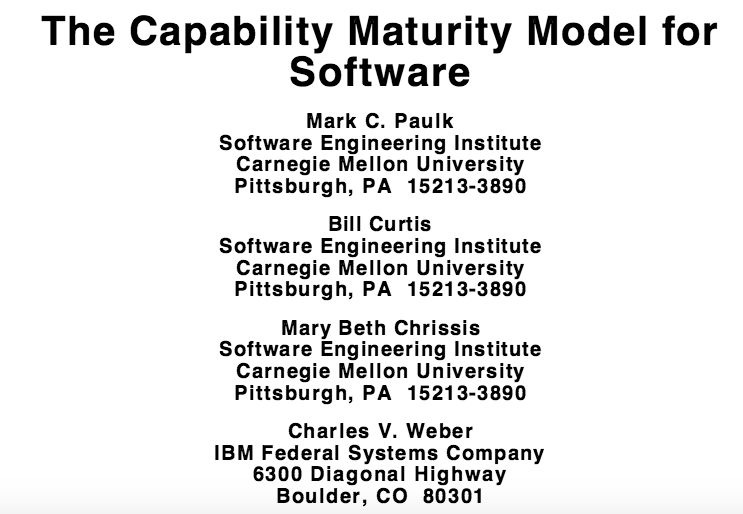 The Capability Maturity Model for
Software
Mark C. Paulk
Software Engineering Institute
Carnegie Mellon University
Pittsburgh, PA 15213-3890
Bill Curtis
Software Engineering Institute
Carnegie Mellon University
Pittsburgh, PA 15213-3890
Mary Beth Chrissis
Software Engineering Institute
Carnegie Mellon University
Pittsburgh, PA 15213-3890
Charles V. Weber
IBM Federal Systems Company
6300 Diagonal Highway
Boulder, CO 80301